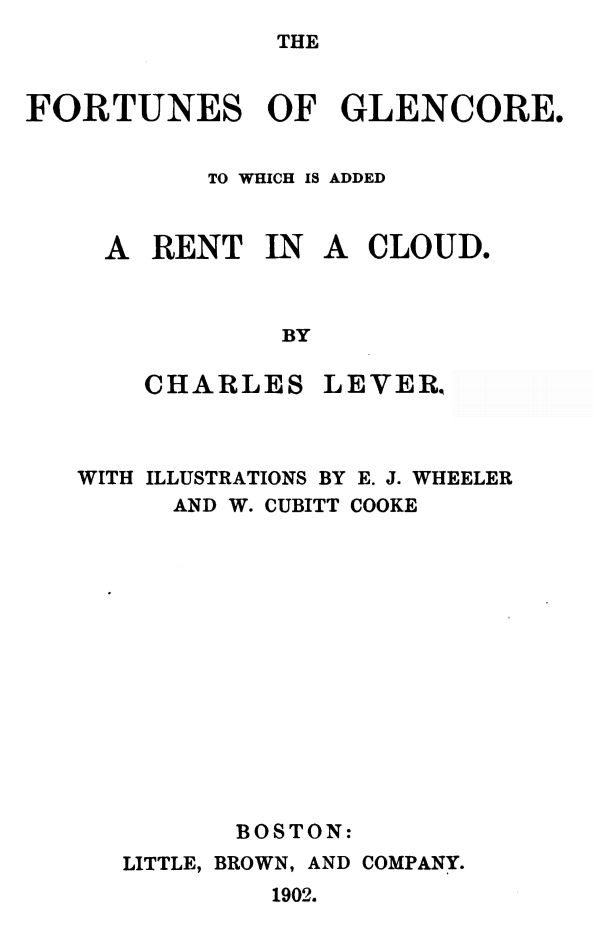 THE
FORTUNES OF GLENCORE.
TO WHICH IS ADDED
A RENT IN A CLOUD.
BY
CHARLES LEVER.
WITH ILLUSTRATIONS BY E. J. WHEELER
AND W. CUBITT COOKE
BOSTON:
LITTLE, BROWN, AND COMPANY.
1902.